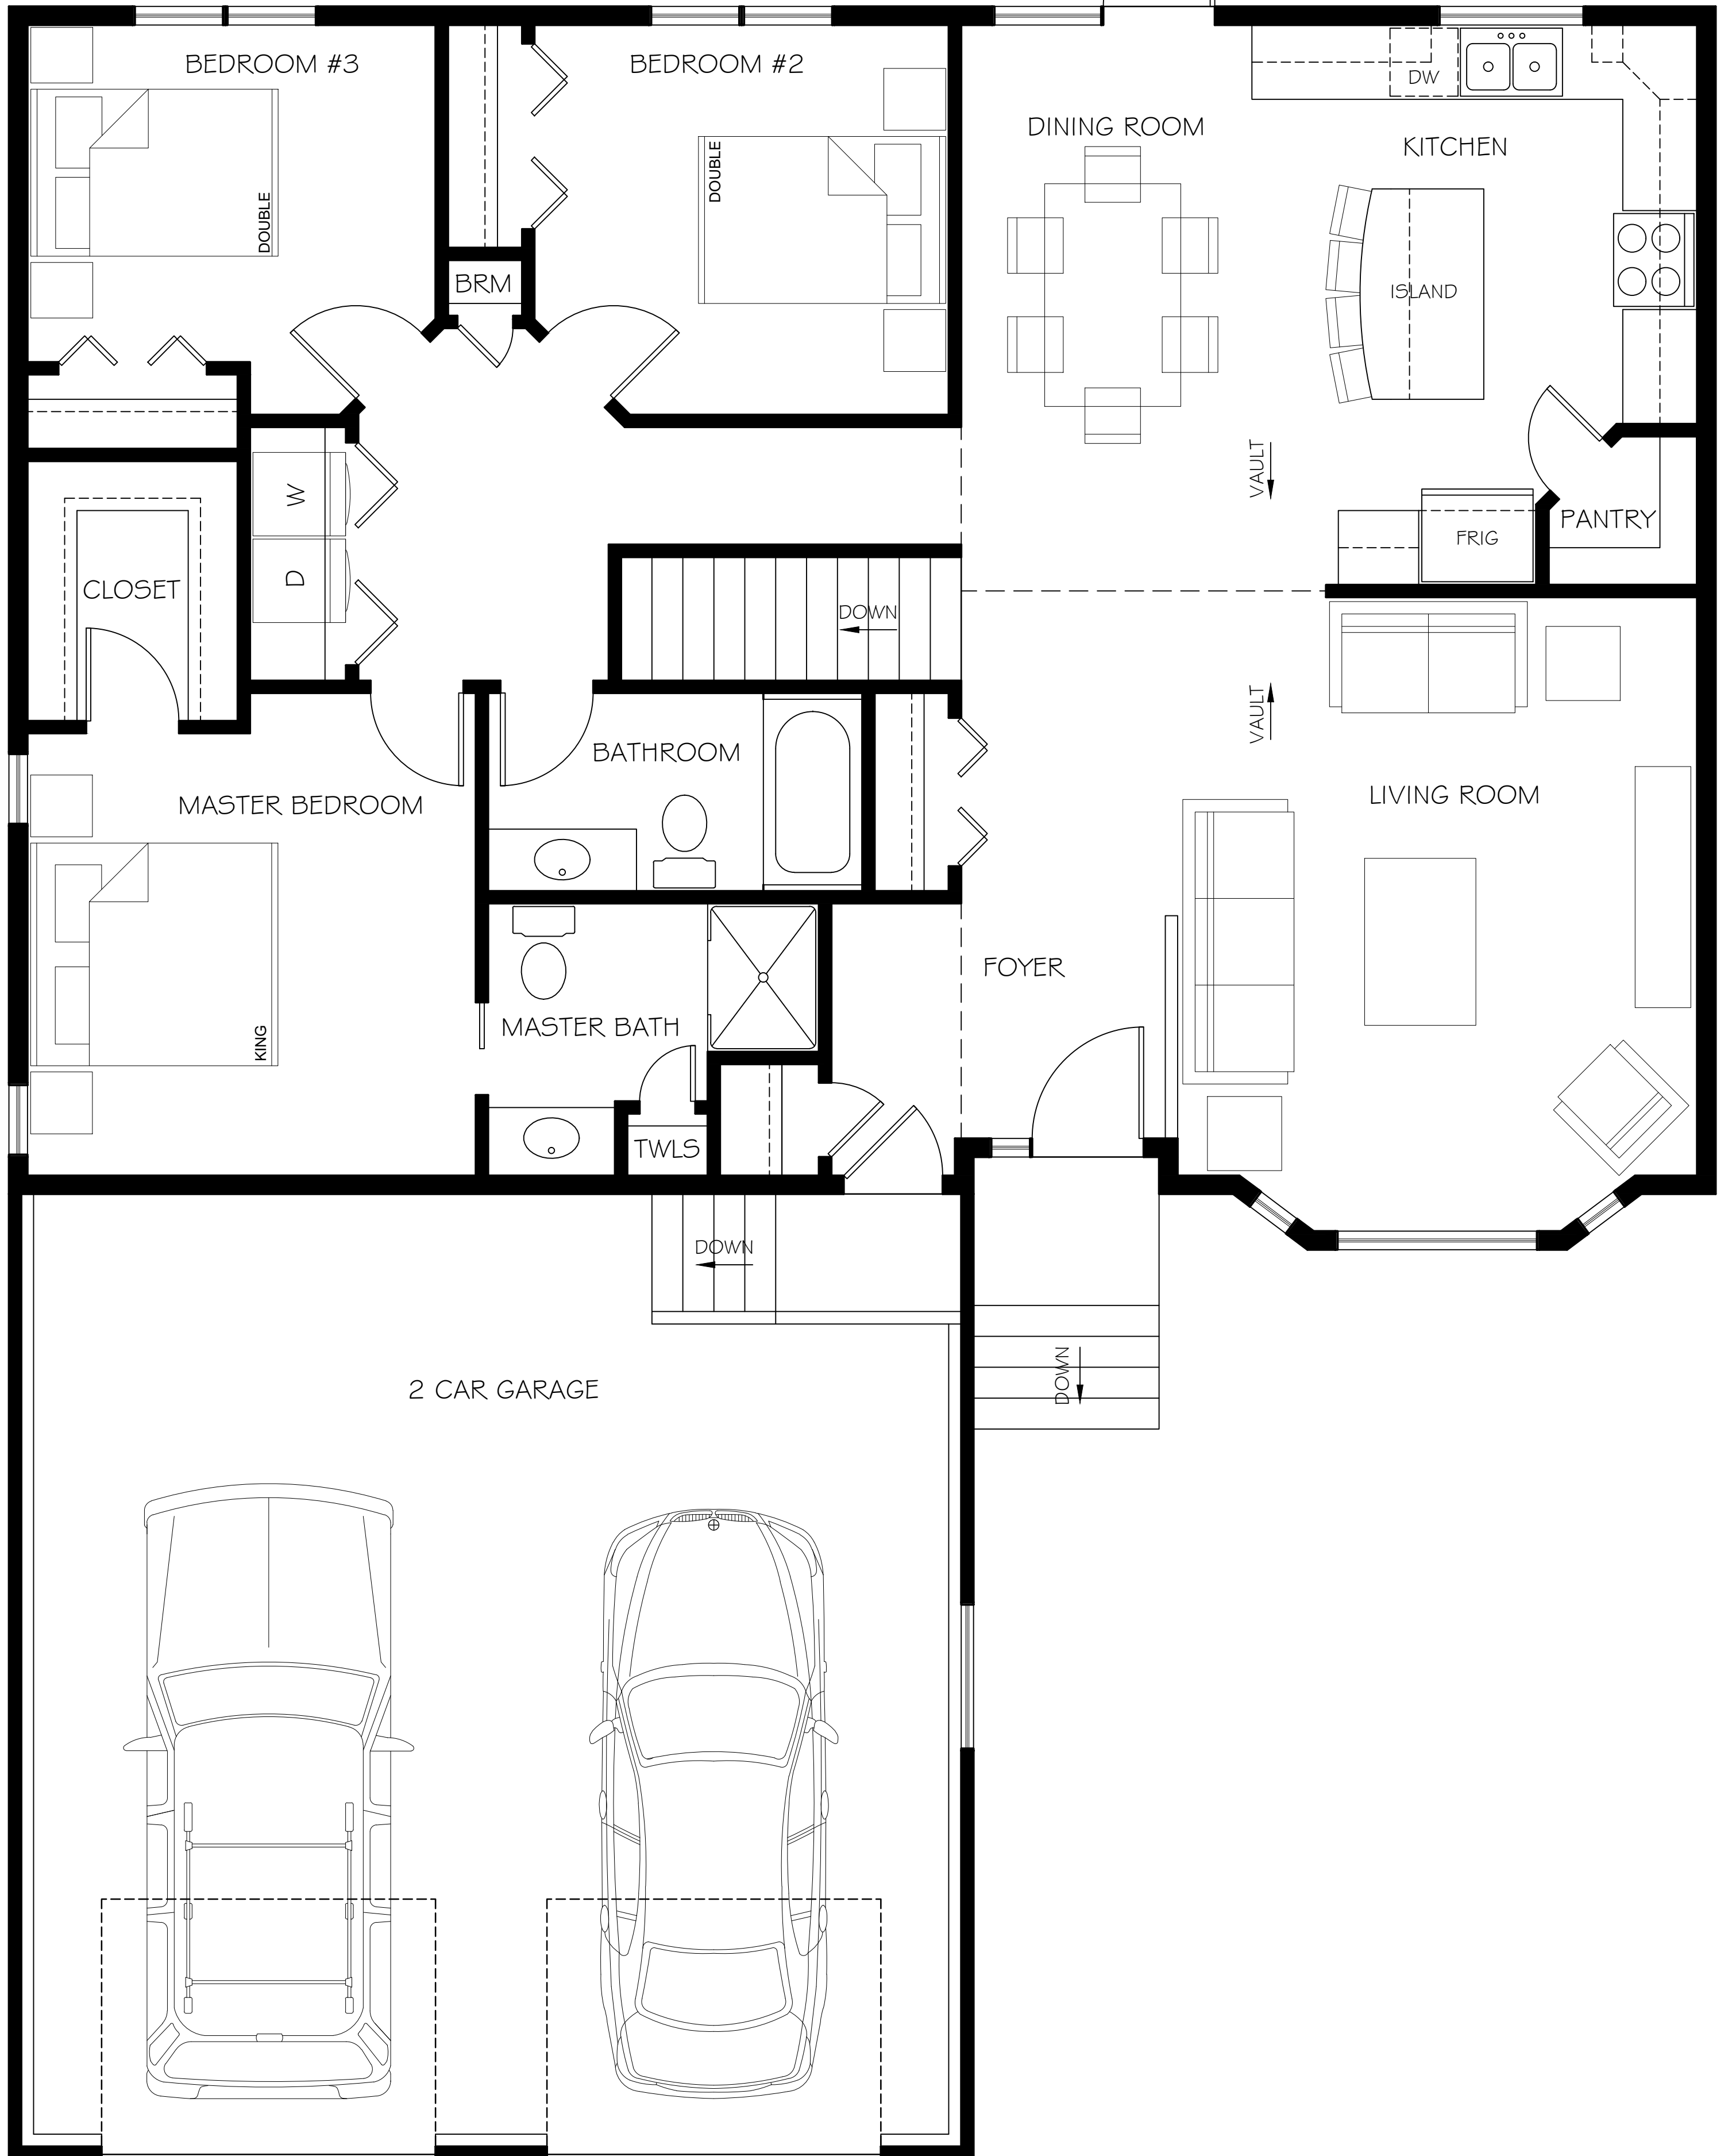 BEDROOM #3
BEDROOM #2
DW
DINING ROOM
KITCHEN
DOUBLE
DOUBLE
BRM
ISLAND
VAULT
W
PANTRY
FRIG
D
CLOSET
DOWN
VAULT
BATHROOM
MASTER BEDROOM
LIVING ROOM
FOYER
KING
MASTER BATH
TWLS
DOWN
DOWN
2 CAR GARAGE